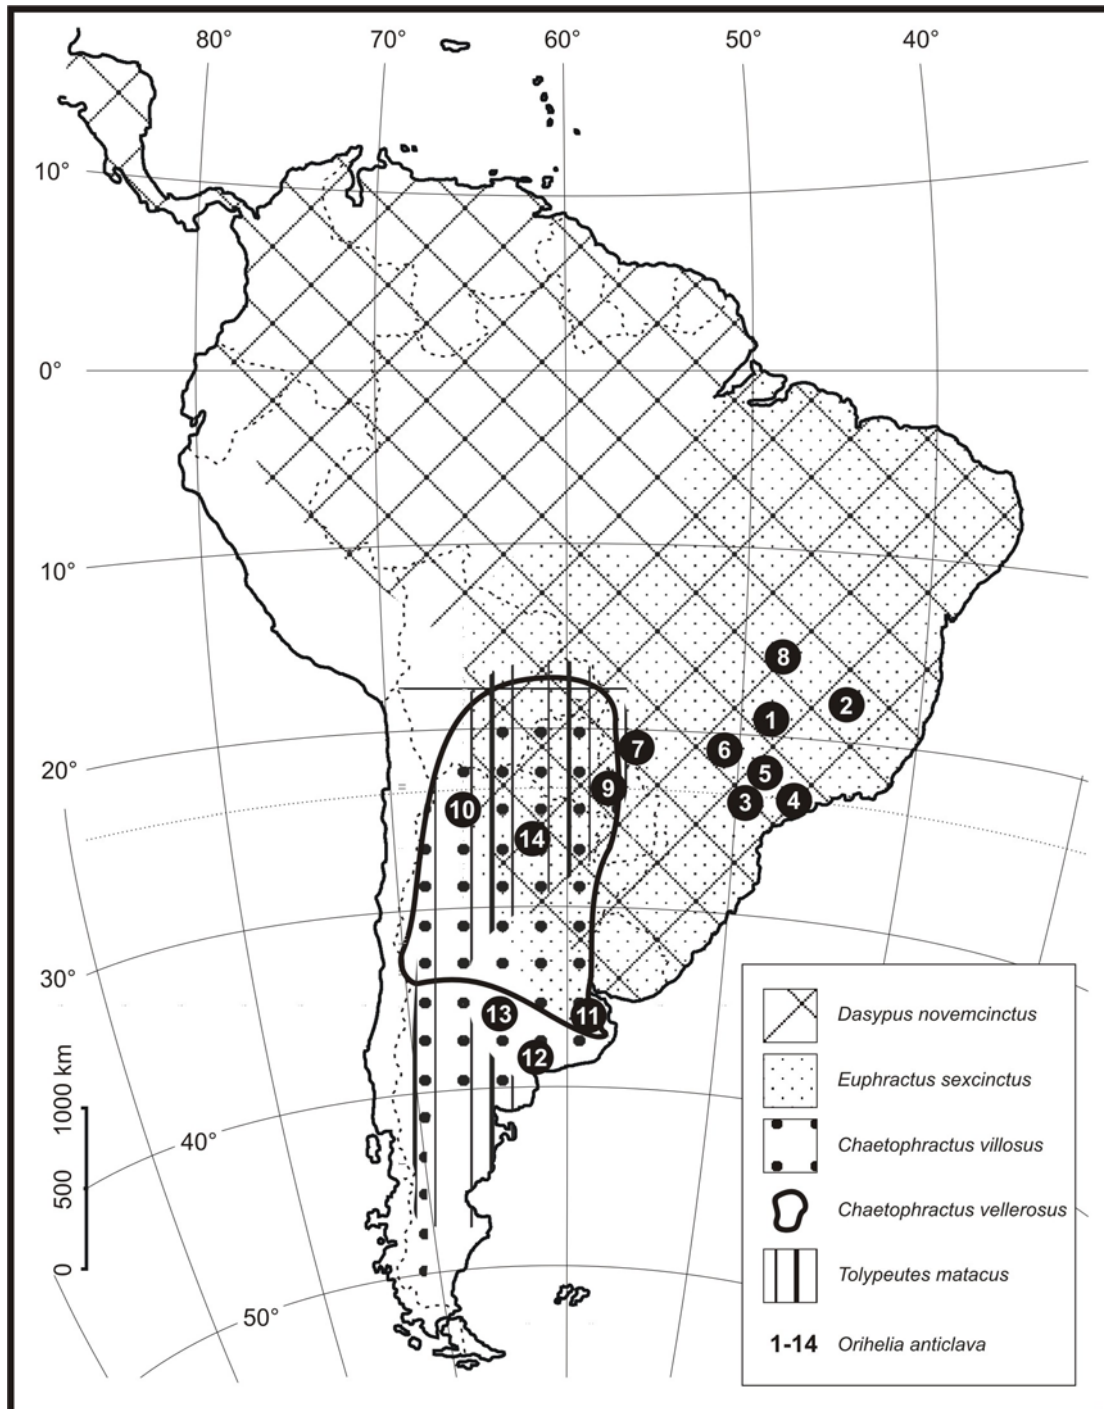 80° 70° 60° 50° 40°
10°
0°
10°
20°
30°
40°
50°
8
2
1
7 6
5
9
3 4
10
14
13 11
12
0 500 1000 km
Dasypus novemcinctus
Euphractus sexcinctus
Chaetophractus villosus
Chaetophractus vellerosus
Tolypeutes matacus
1-14 Orihelia anticlava